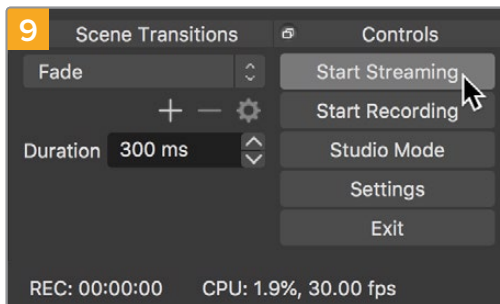 9
Scene Transitions
Controls
Fade
Start Streaming
Start Recording
Duration 300 ms
Studio Mode
Settings
Exit
REC: 00:00:00 CPU: 1.9%, 30.00 fps